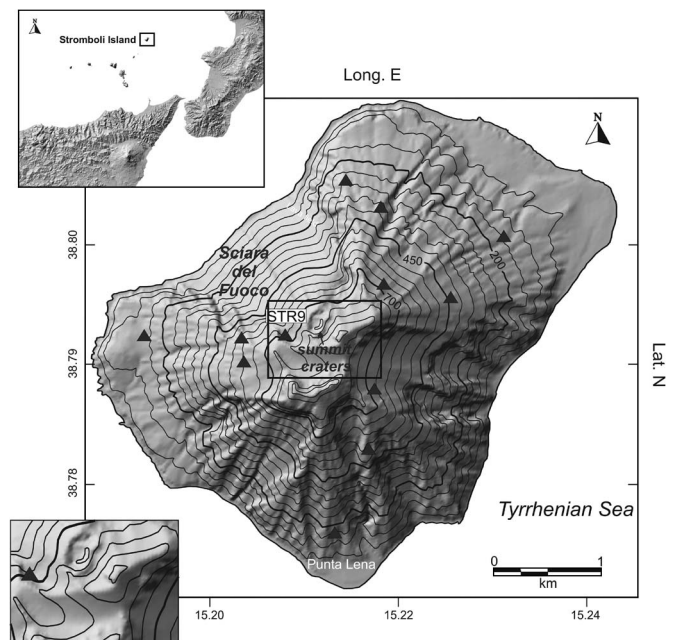 N
Stromboli Island
Long. E
N
38.80
Sciara
del
Fuoco
450
200
700
STR9
summit
craters
38.79
Lat. N
38.78
Tyrrhenian Sea
Punta Lena
0 1
km
15.20 15.22 15.24